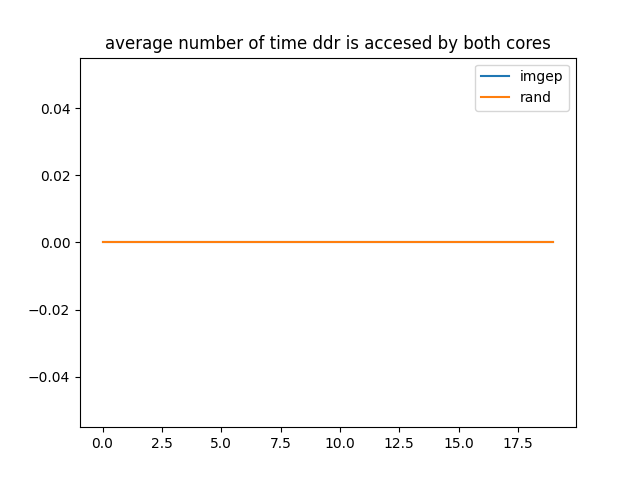 average number of time ddr is accesed by both cores
imgep
rand
0.04
0.02
0.00
−0.02
−0.04
0.0 2.5 5.0 7.5 10.0 12.5 15.0 17.5